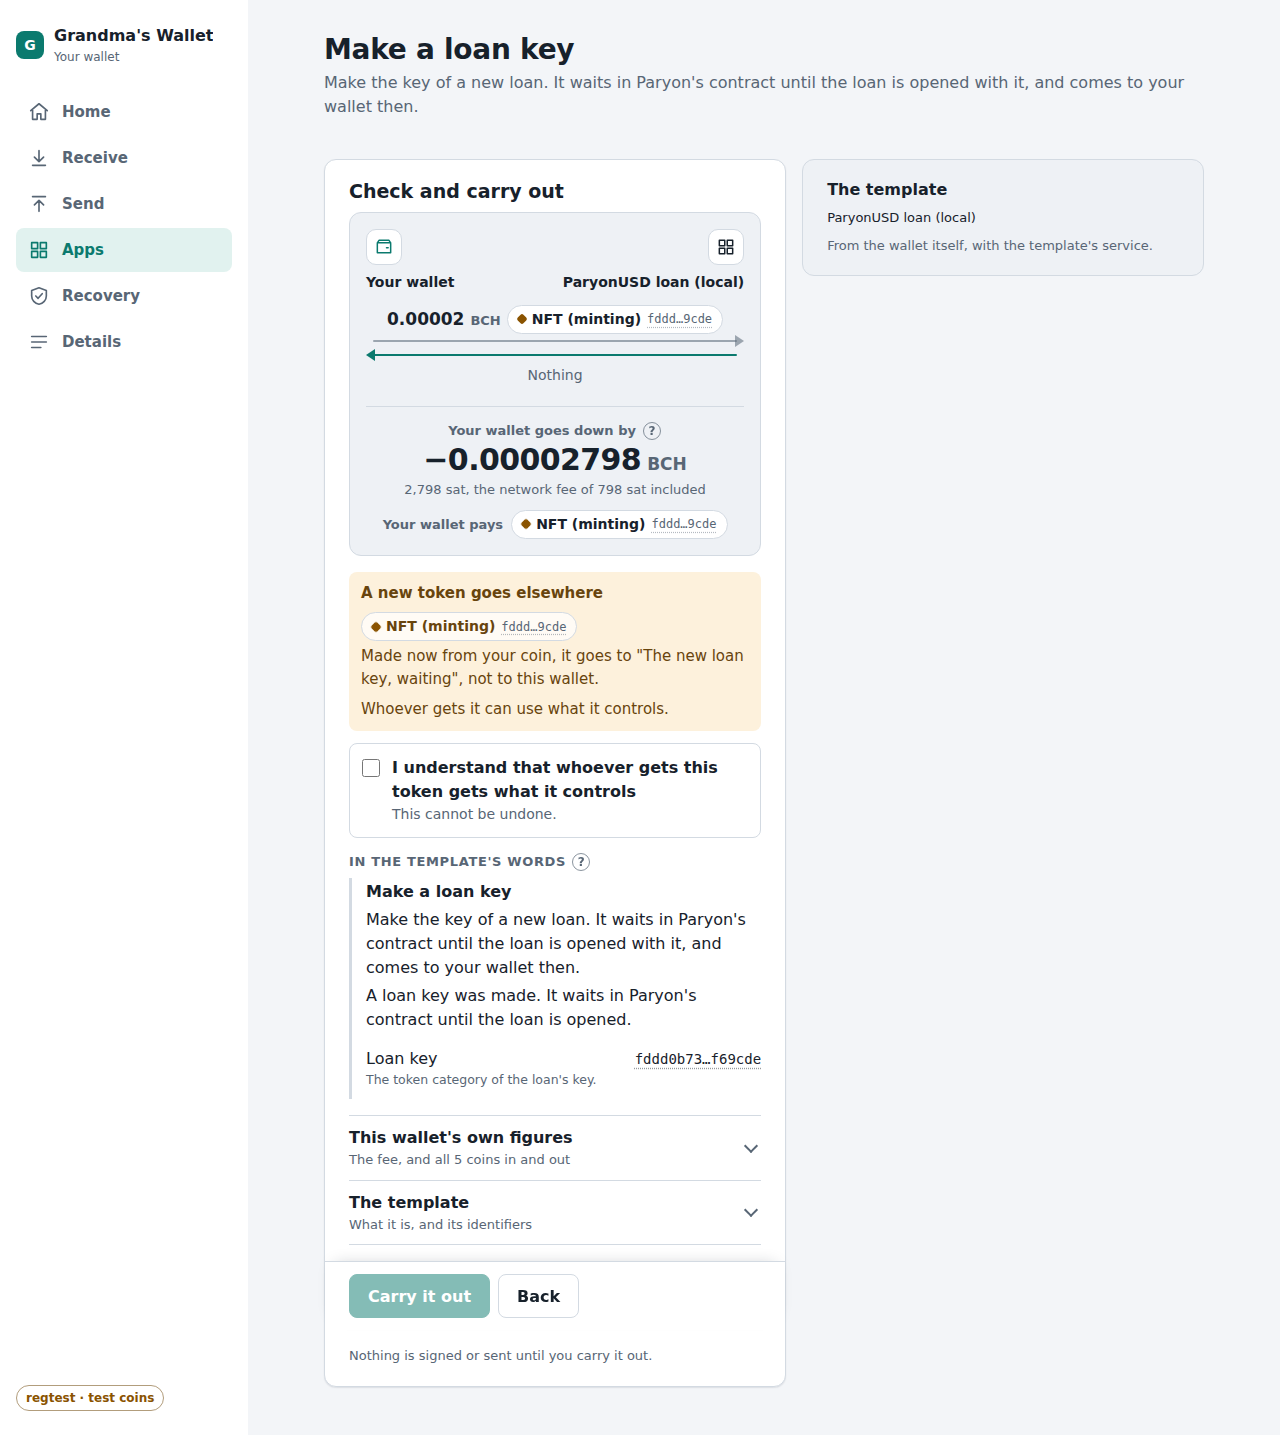 G
Grandma's Wallet
Your wallet
Home
Receive
Send
Apps
Recovery
Details
regtest · test coins
Make a loan key
Make the key of a new loan. It waits in Paryon's contract until the loan is opened with it, and comes to your
wallet then.
Check and carry out
Your wallet
ParyonUSD loan (local)
0.00002 BCH NFT (minting) fddd…9cde
Nothing
Your wallet goes down by ?
−0.00002798 BCH
2,798 sat, the network fee of 798 sat included
Your wallet pays NFT (minting) fddd…9cde
A new token goes elsewhere
NFT (minting) fddd…9cde
Made now from your coin, it goes to "The new loan
key, waiting", not to this wallet.
Whoever gets it can use what it controls.
I understand that whoever gets this
token gets what it controls
This cannot be undone.
IN THE TEMPLATE'S WORDS ?
Make a loan key
Make the key of a new loan. It waits in Paryon's
contract until the loan is opened with it, and
comes to your wallet then.
A loan key was made. It waits in Paryon's
contract until the loan is opened.
Loan key
fddd0b73…f69cde
The token category of the loan's key.
This wallet's own figures
The fee, and all 5 coins in and out
The template
What it is, and its identifiers
Carry it out
Back
Nothing is signed or sent until you carry it out.
The template
ParyonUSD loan (local)
From the wallet itself, with the template's service.